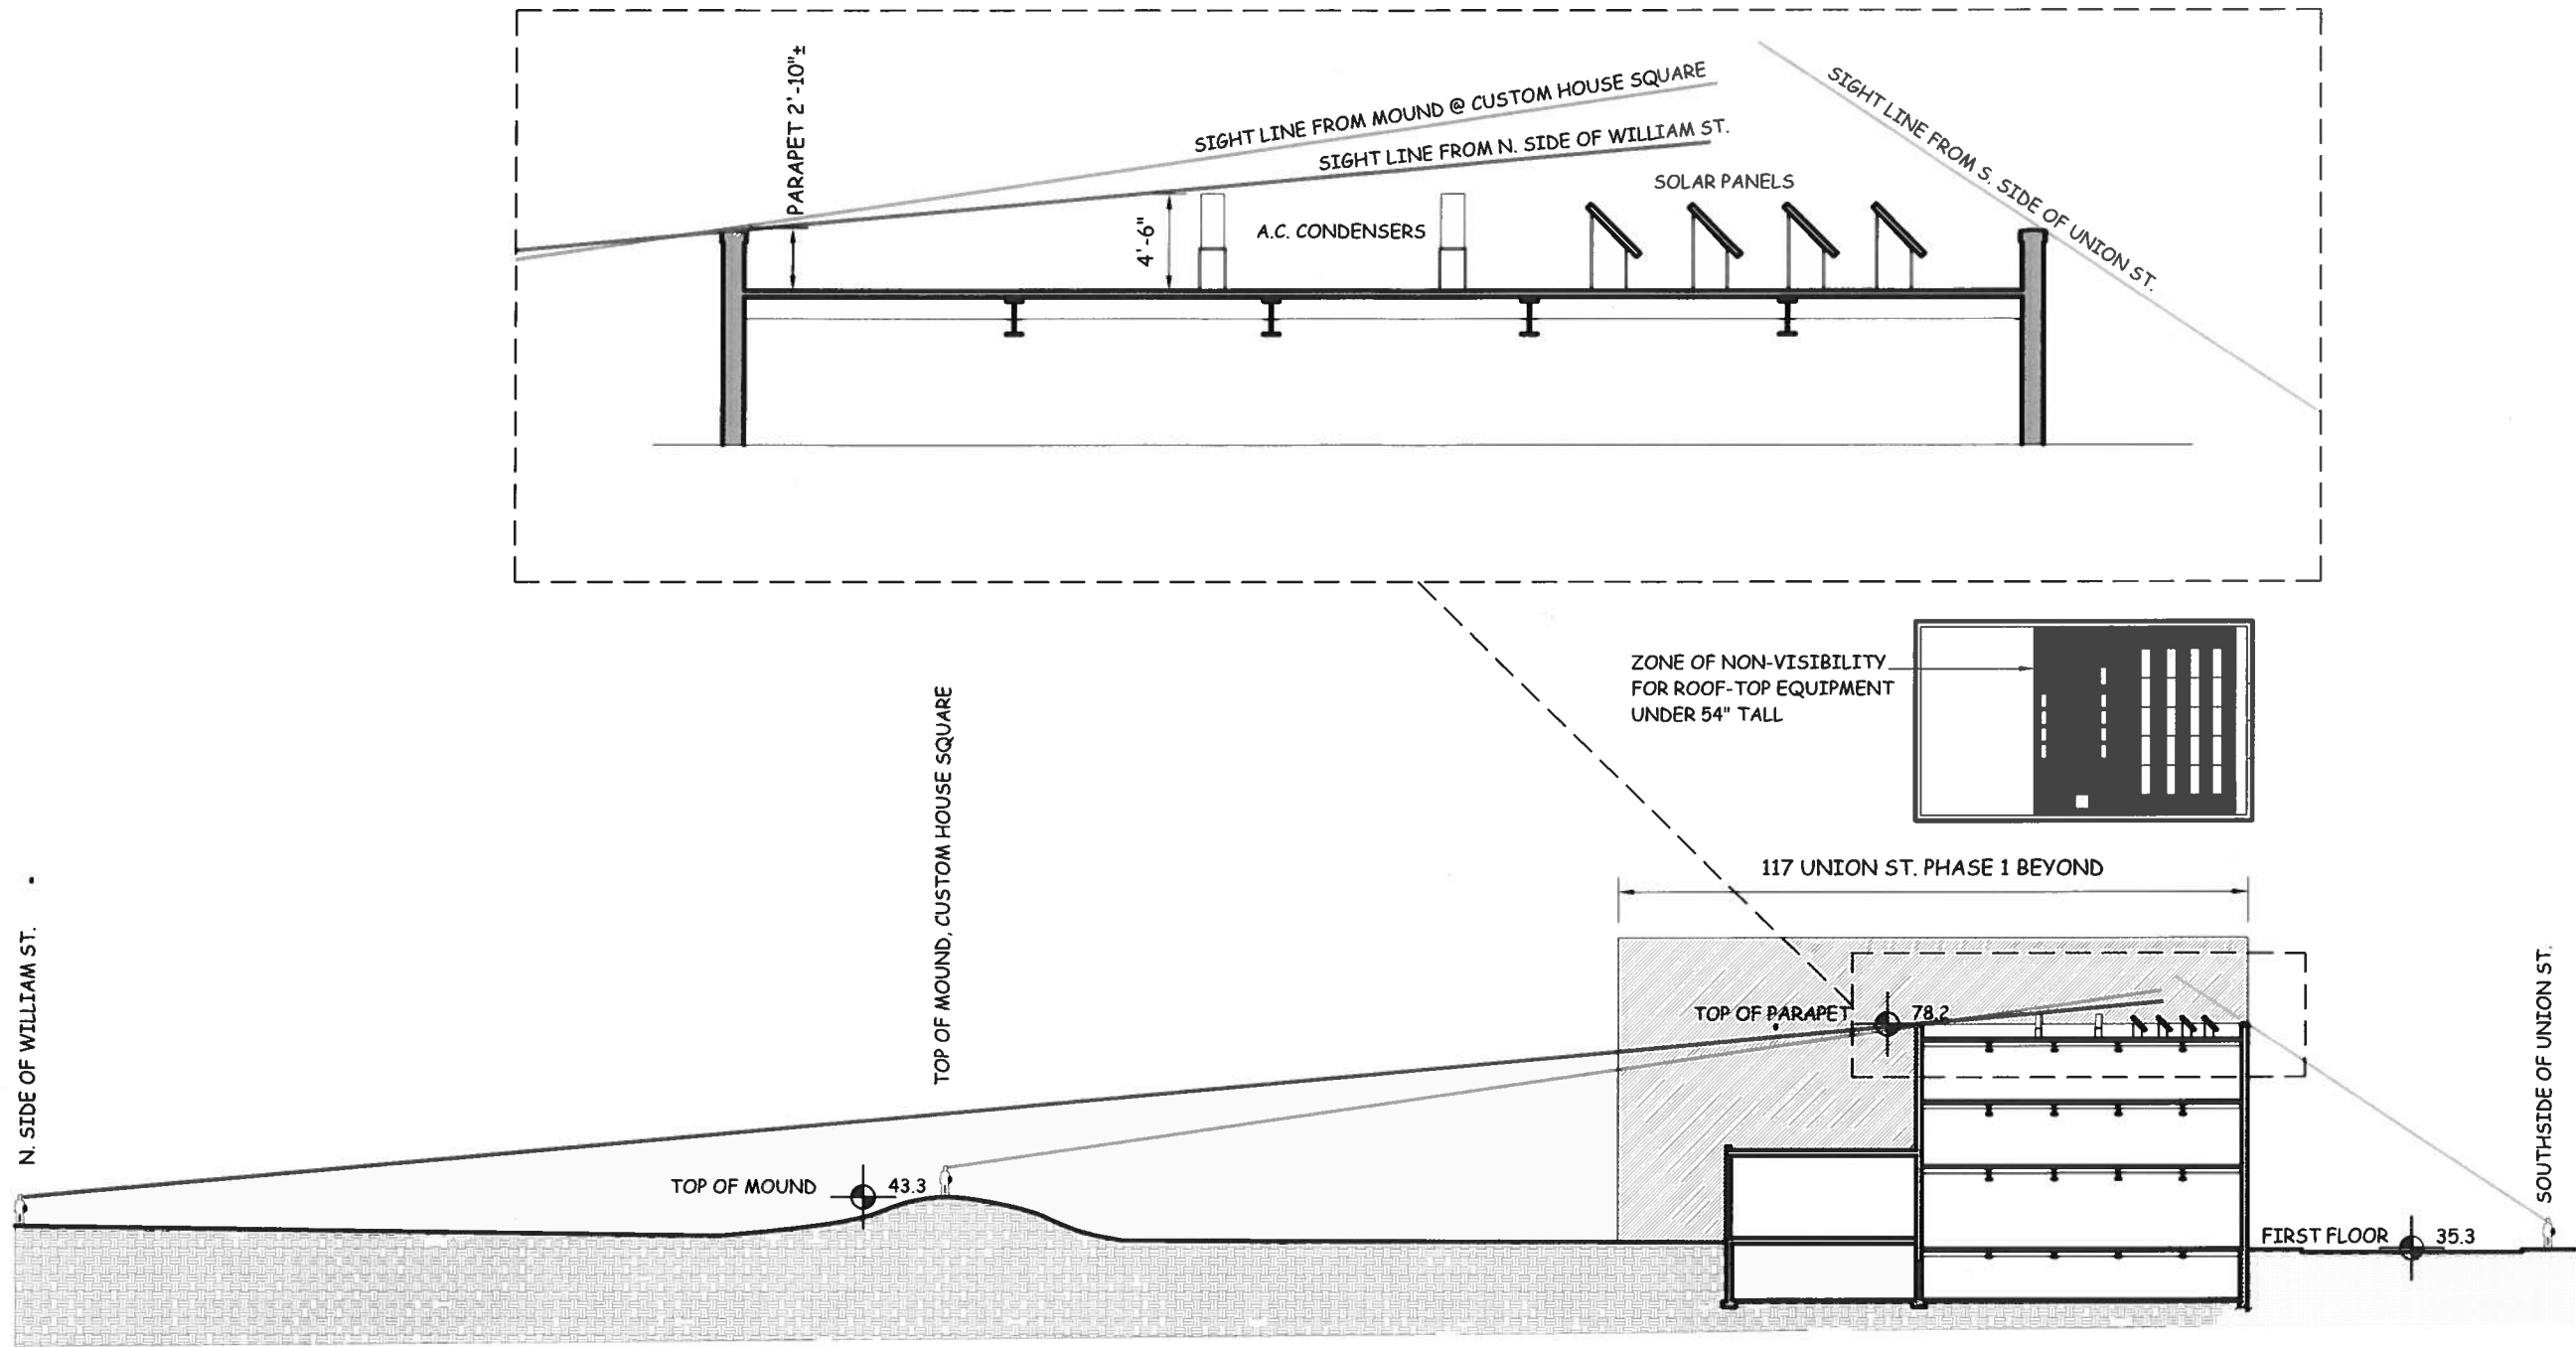 PARAPET 2'-10"±
SIGHT LINE FROM MOUND @ CUSTOM HOUSE SQUARE
SIGHT LINE FROM N. SIDE OF WILLIAM ST.
SIGHT LINE FROM S. SIDE OF UNION ST.
SOLAR PANELS
4'-6"
A.C. CONDENSERS
ZONE OF NON-VISIBILITY
FOR ROOF-TOP EQUIPMENT
UNDER 54" TALL
117 UNION ST. PHASE 1 BEYOND
N. SIDE OF WILLIAM ST.
TOP OF MOUND, CUSTOM HOUSE SQUARE
TOP OF PARAPET 78.2
TOP OF MOUND 43.3
FIRST FLOOR 35.3
SOUTHSIDE OF UNION ST.